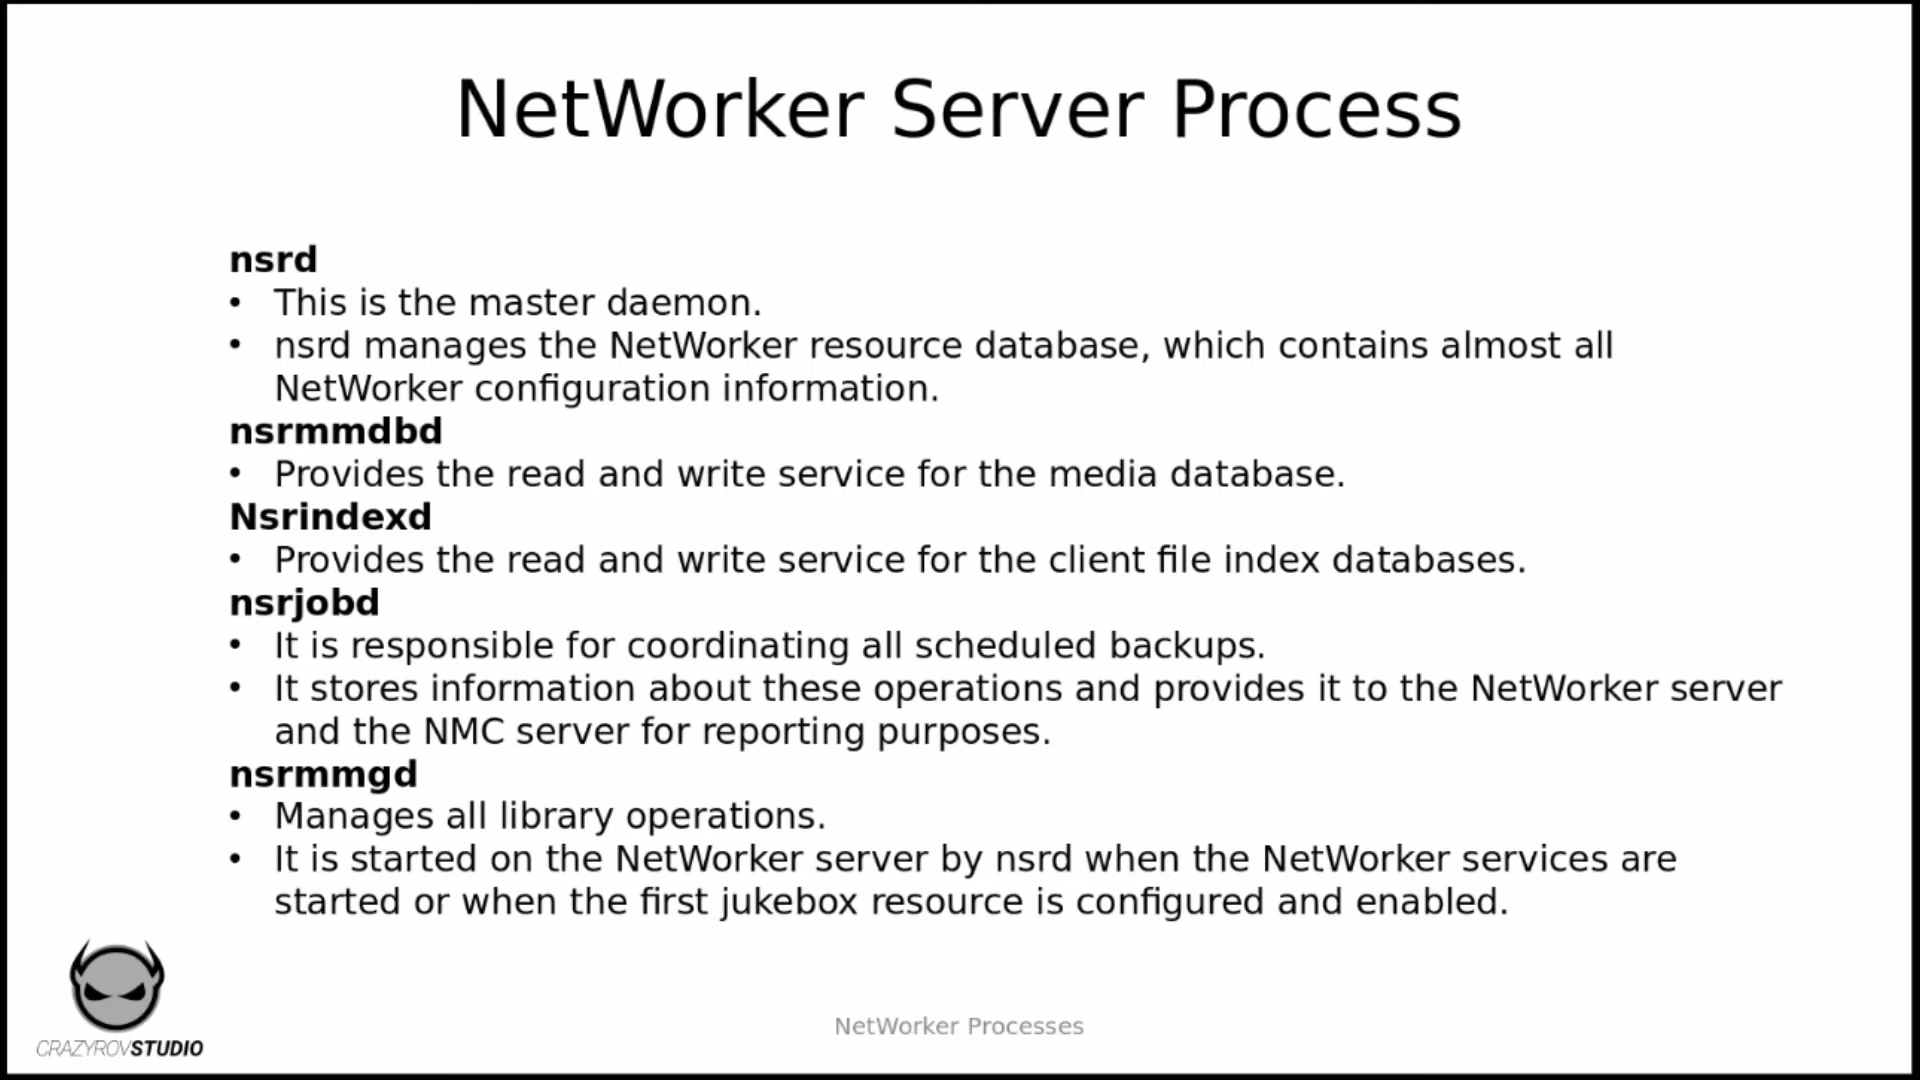 NetWorker Server Process
nsrd
• This is the master daemon.
• nsrd manages the NetWorker resource database, which contains almost all
NetWorker configuration information.
nsrmmdbd
• Provides the read and write service for the media database.
Nsrindexd
• Provides the read and write service for the client file index databases.
nsrjobd
• It is responsible for coordinating all scheduled backups.
• It stores information about these operations and provides it to the NetWorker server
and the NMC server for reporting purposes.
nsrmmgd
• Manages all library operations.
• It is started on the NetWorker server by nsrd when the NetWorker services are
started or when the first jukebox resource is configured and enabled.
NetWorker Processes
CRAZYROVSTUDIO